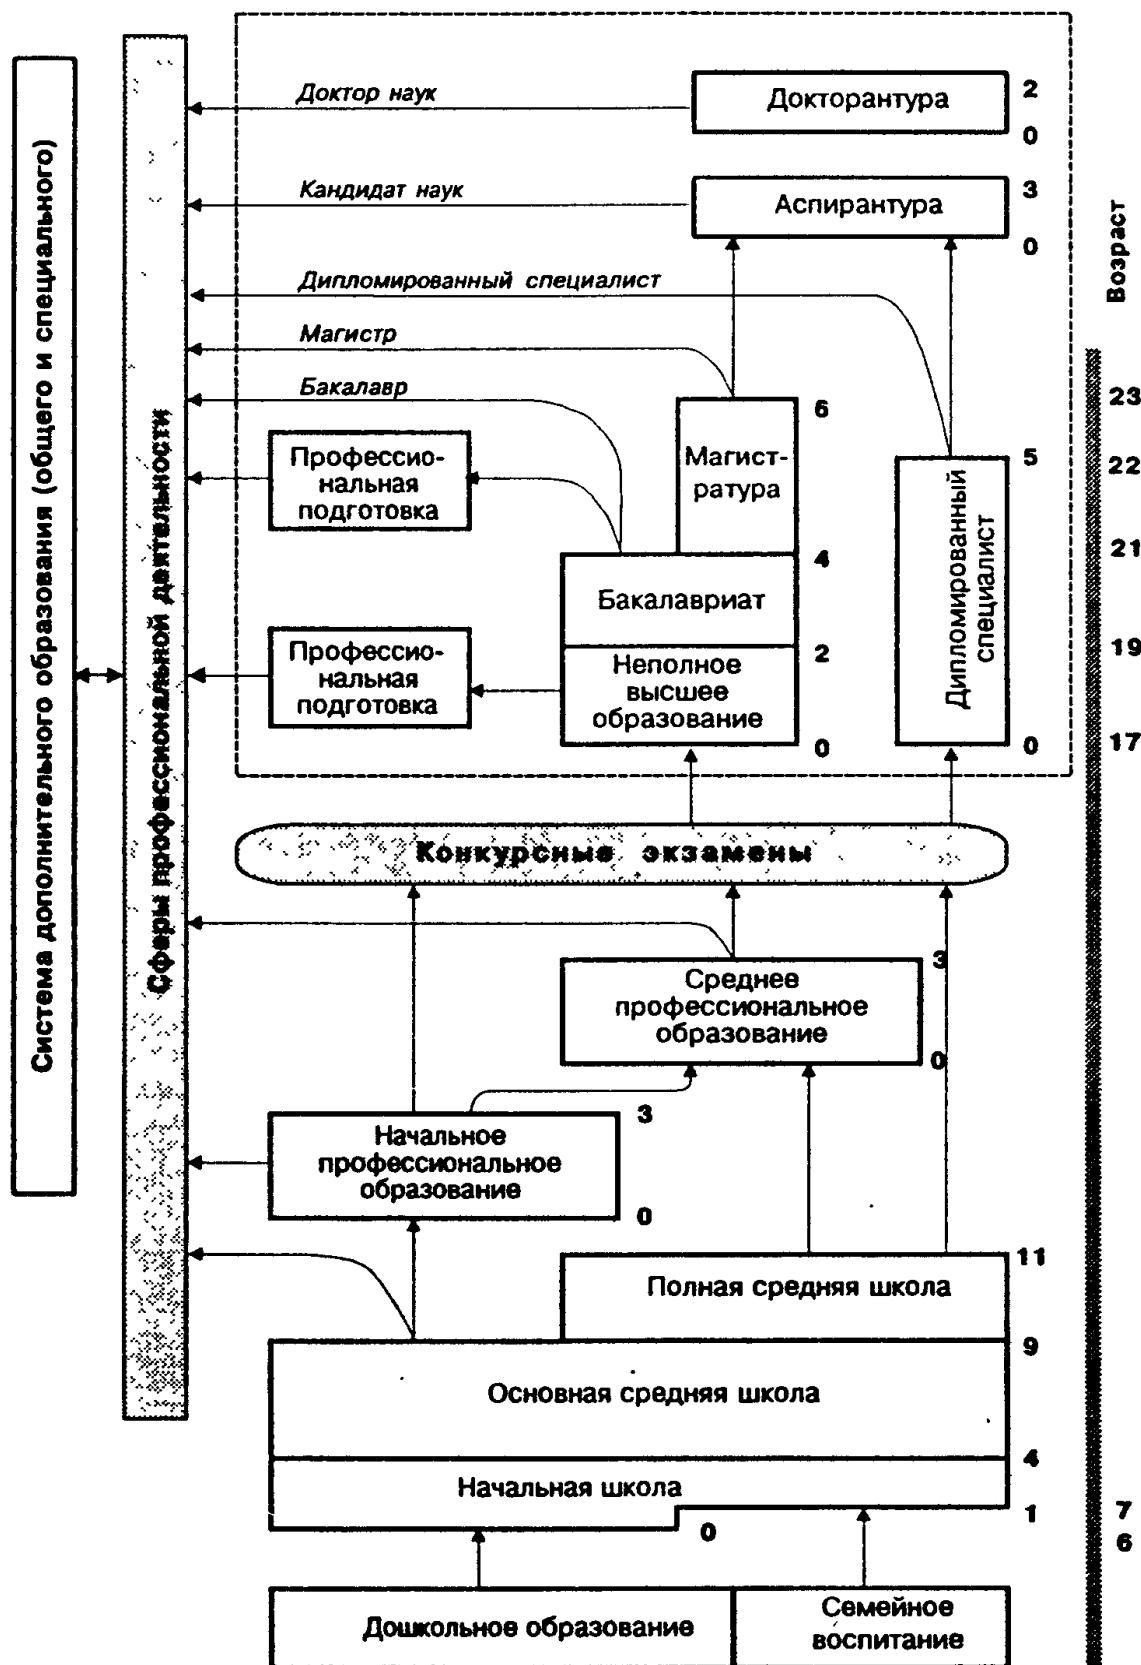 Система дополнительного образования (общего и специального)
Сферы профессиональной деятельности
Доктор наук
Докторантура
2
0
Кандидат наук
Аспирантура
3
0
Возраст
Дипломированный специалист
Магистр
Бакалавр
6
23
Профессио-
нальная
подготовка
Магист-
ратура
5
22
Дипломированный
специалист
4
21
Бакалавриат
Профессио-
нальная
подготовка
2
19
Неполное
высшее
образование
0
0
17
Конкурсные экзамены
3
Среднее
профессиональное
образование
0
3
Начальное
профессиональное
образование
0
11
Полная средняя школа
9
Основная средняя школа
4
Начальная школа
1
7
0
6
Дошкольное образование
Семейное
воспитание